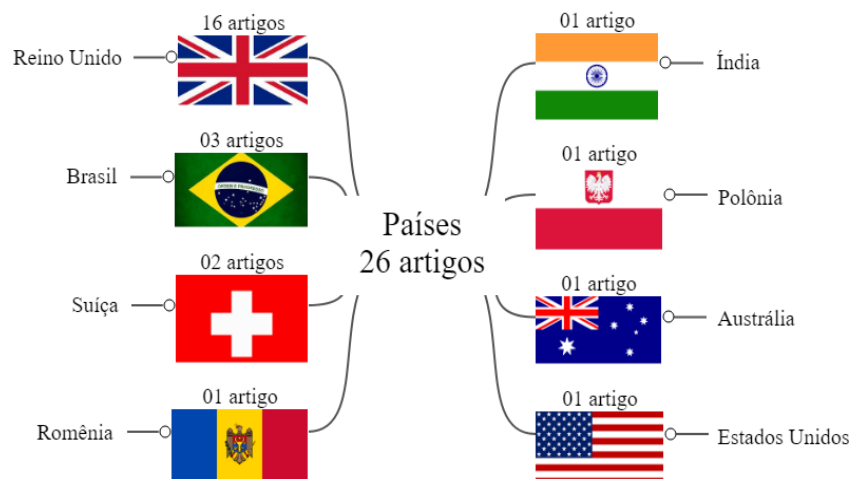 16 artigos
Reino Unido
03 artigos
Brasil
02 artigos
Suíça
01 artigo
Romênia
Países
26 artigos
01 artigo
Índia
01 artigo
Polônia
01 artigo
Austrália
01 artigo
Estados Unidos